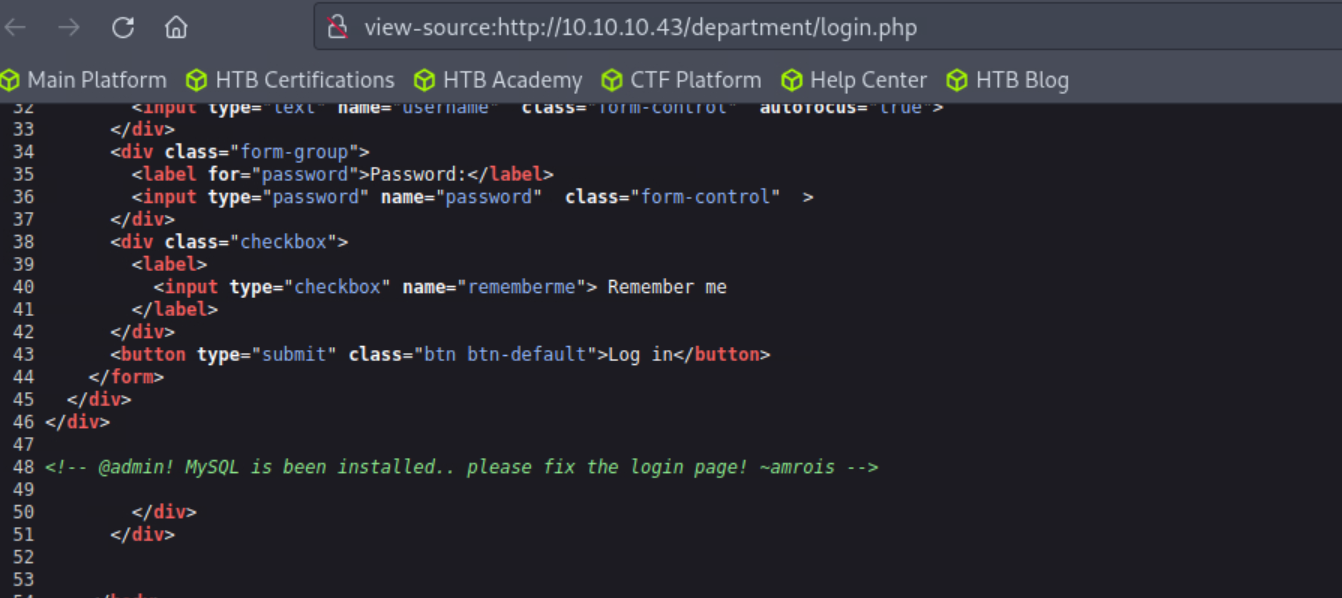 view-source:http://10.10.10.43/department/login.php
Main Platform HTB Certifications HTB Academy CTF Platform Help Center HTB Blog
32 <input type="text" name="username" class="form-control" autofocus="true">
33 </div>
34 <div class="form-group">
35 <label for="password">Password:</label>
36 <input type="password" name="password" class="form-control" >
37 </div>
38 <div class="checkbox">
39 <label>
40 <input type="checkbox" name="rememberme"> Remember me
41 </label>
42 </div>
43 <button type="submit" class="btn btn-default">Log in</button>
44 </form>
45 </div>
46 </div>
47
48 <!-- @admin! MySQL is been installed.. please fix the login page! ~amrois -->
49
50 </div>
51 </div>
52
53